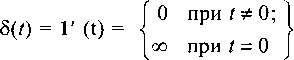 δ(t) = 1′ (t) = { 0 при t ≠ 0;
∞ при t = 0 }